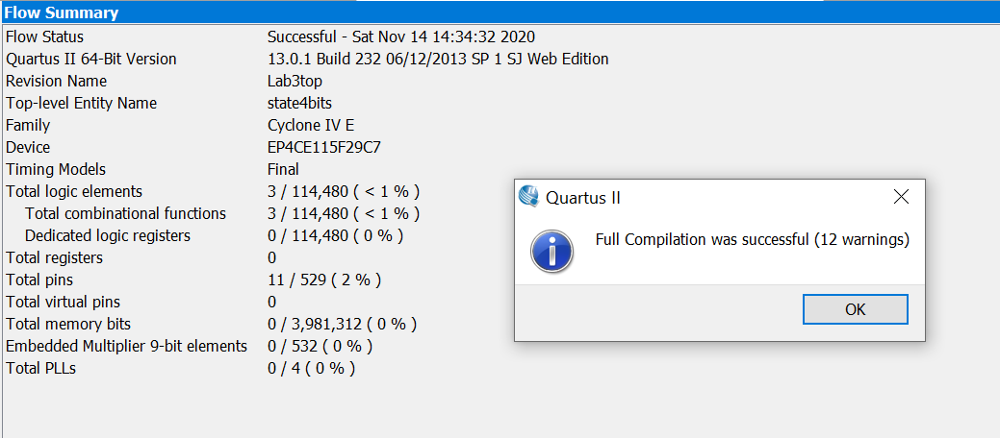 Flow Summary
Flow Status Successful - Sat Nov 14 14:34:32 2020
Quartus II 64-Bit Version 13.0.1 Build 232 06/12/2013 SP 1 SJ Web Edition
Revision Name Lab3top
Top-level Entity Name state4bits
Family Cyclone IV E
Device EP4CE115F29C7
Timing Models Final
Total logic elements 3 / 114,480 ( < 1 % )
Total combinational functions 3 / 114,480 ( < 1 % )
Dedicated logic registers 0 / 114,480 ( 0 % )
Total registers 0
Total pins 11 / 529 ( 2 % )
Total virtual pins 0
Total memory bits 0 / 3,981,312 ( 0 % )
Embedded Multiplier 9-bit elements 0 / 532 ( 0 % )
Total PLLs 0 / 4 ( 0 % )
Quartus II
Full Compilation was successful (12 warnings)
OK